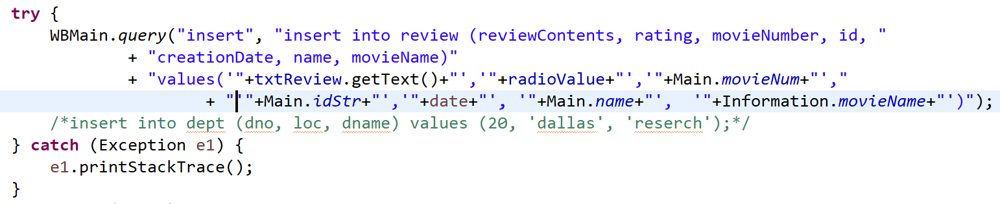 try {
WBMain.query("insert", "insert into review (reviewContents, rating, movieNumber, id, "
+ "creationDate, name, movieName)"
+ "values('"+txtReview.getText()+"','"+radioValue+"','"+Main.movieNum+"',"
+ "'"+Main.idStr+"','"+date+"', '"+Main.name+"',  '"+Information.movieName+"')");
/*insert into dept (dno, loc, dname) values (20, 'dallas', 'reserch');*/
} catch (Exception e1) {
e1.printStackTrace();
}